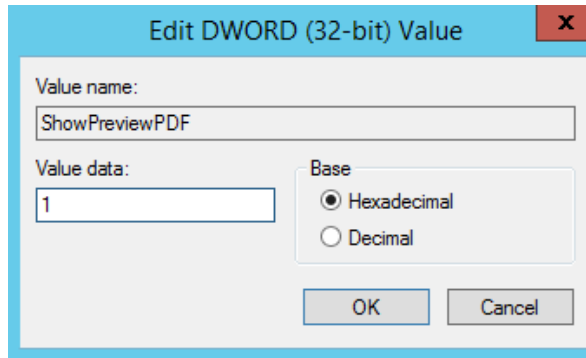 Edit DWORD (32-bit) Value
x
Value name:
ShowPreviewPDF
Value data:
1
Base
Hexadecimal
Decimal
OK
Cancel